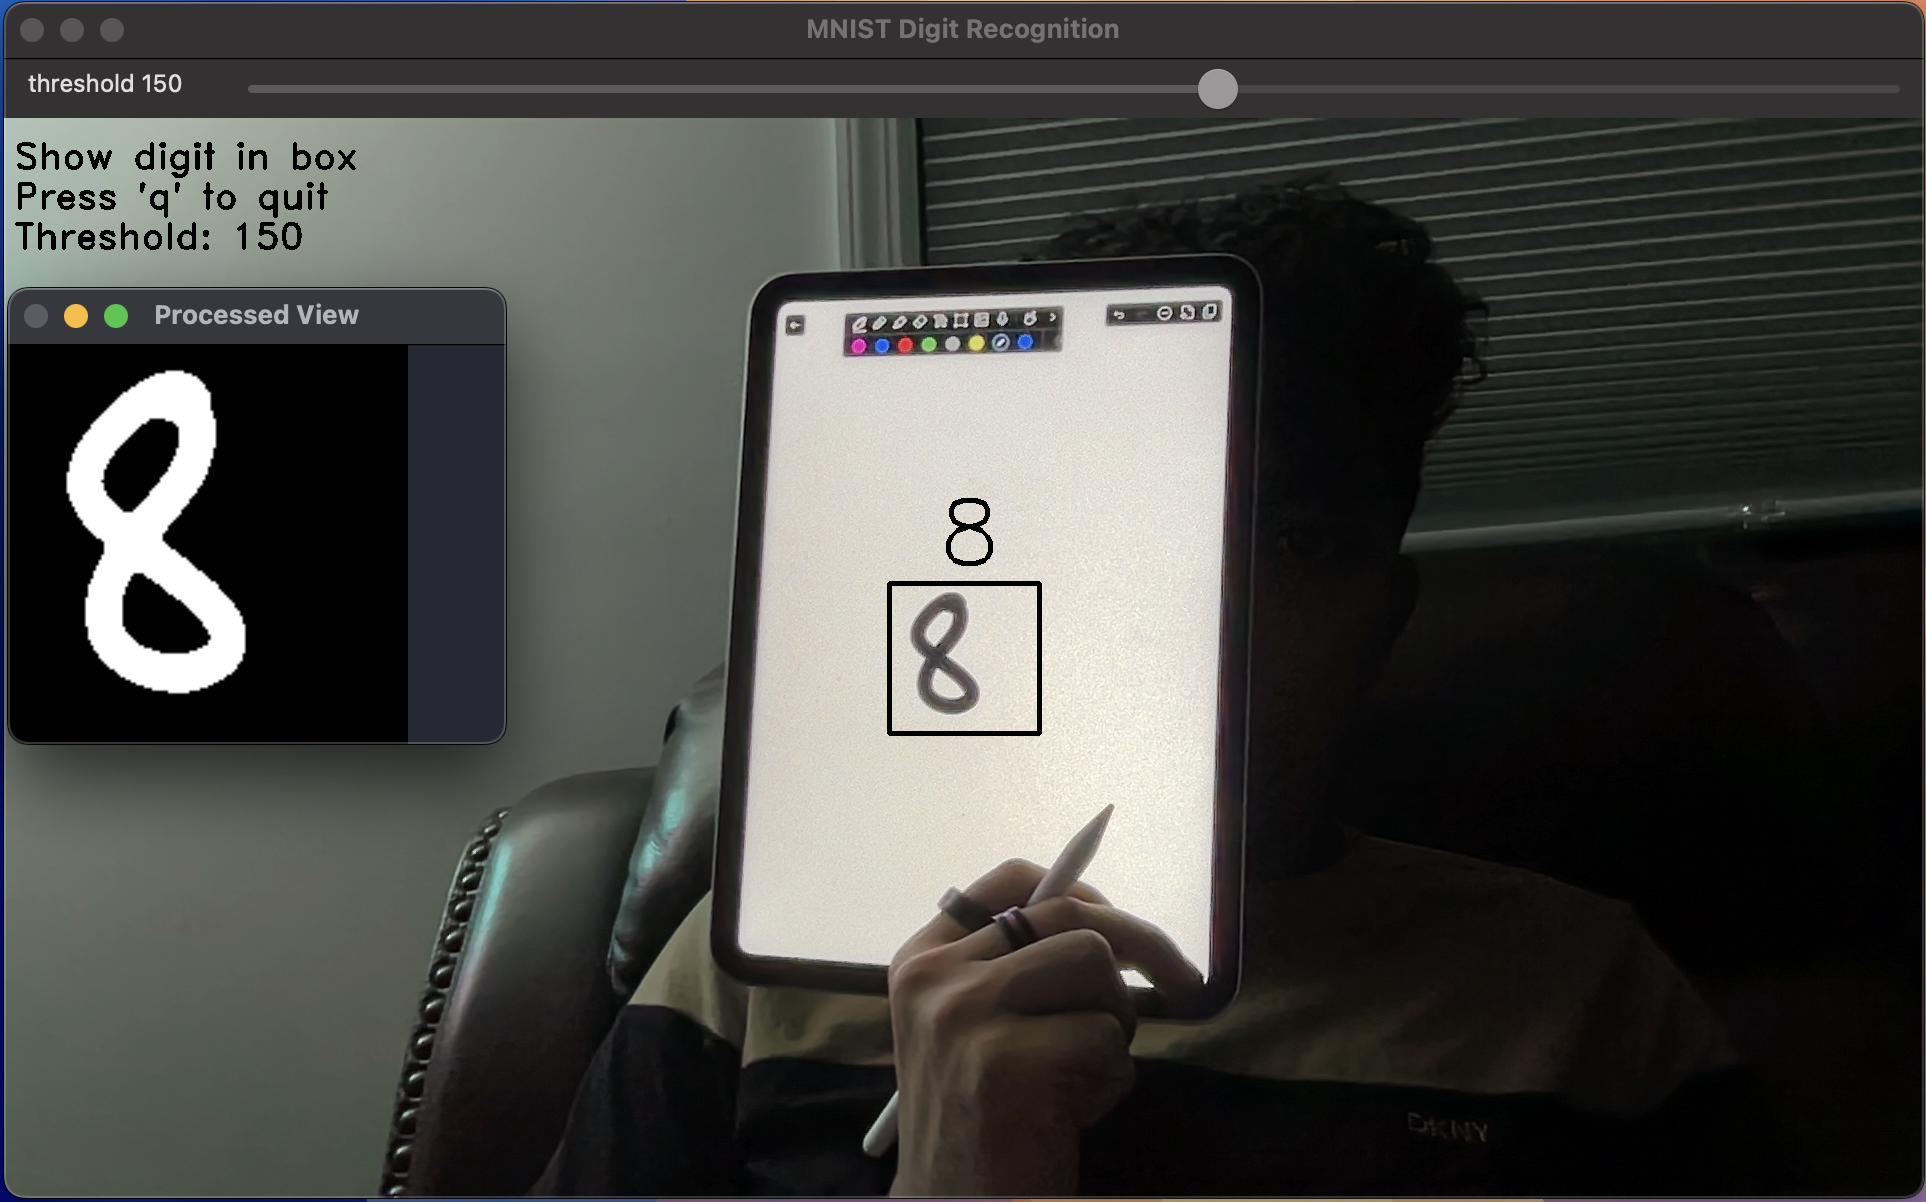 MNIST Digit Recognition
threshold 150
Show digit in box
Press 'q' to quit
Threshold: 150
Processed View
8
8
8
DKNY